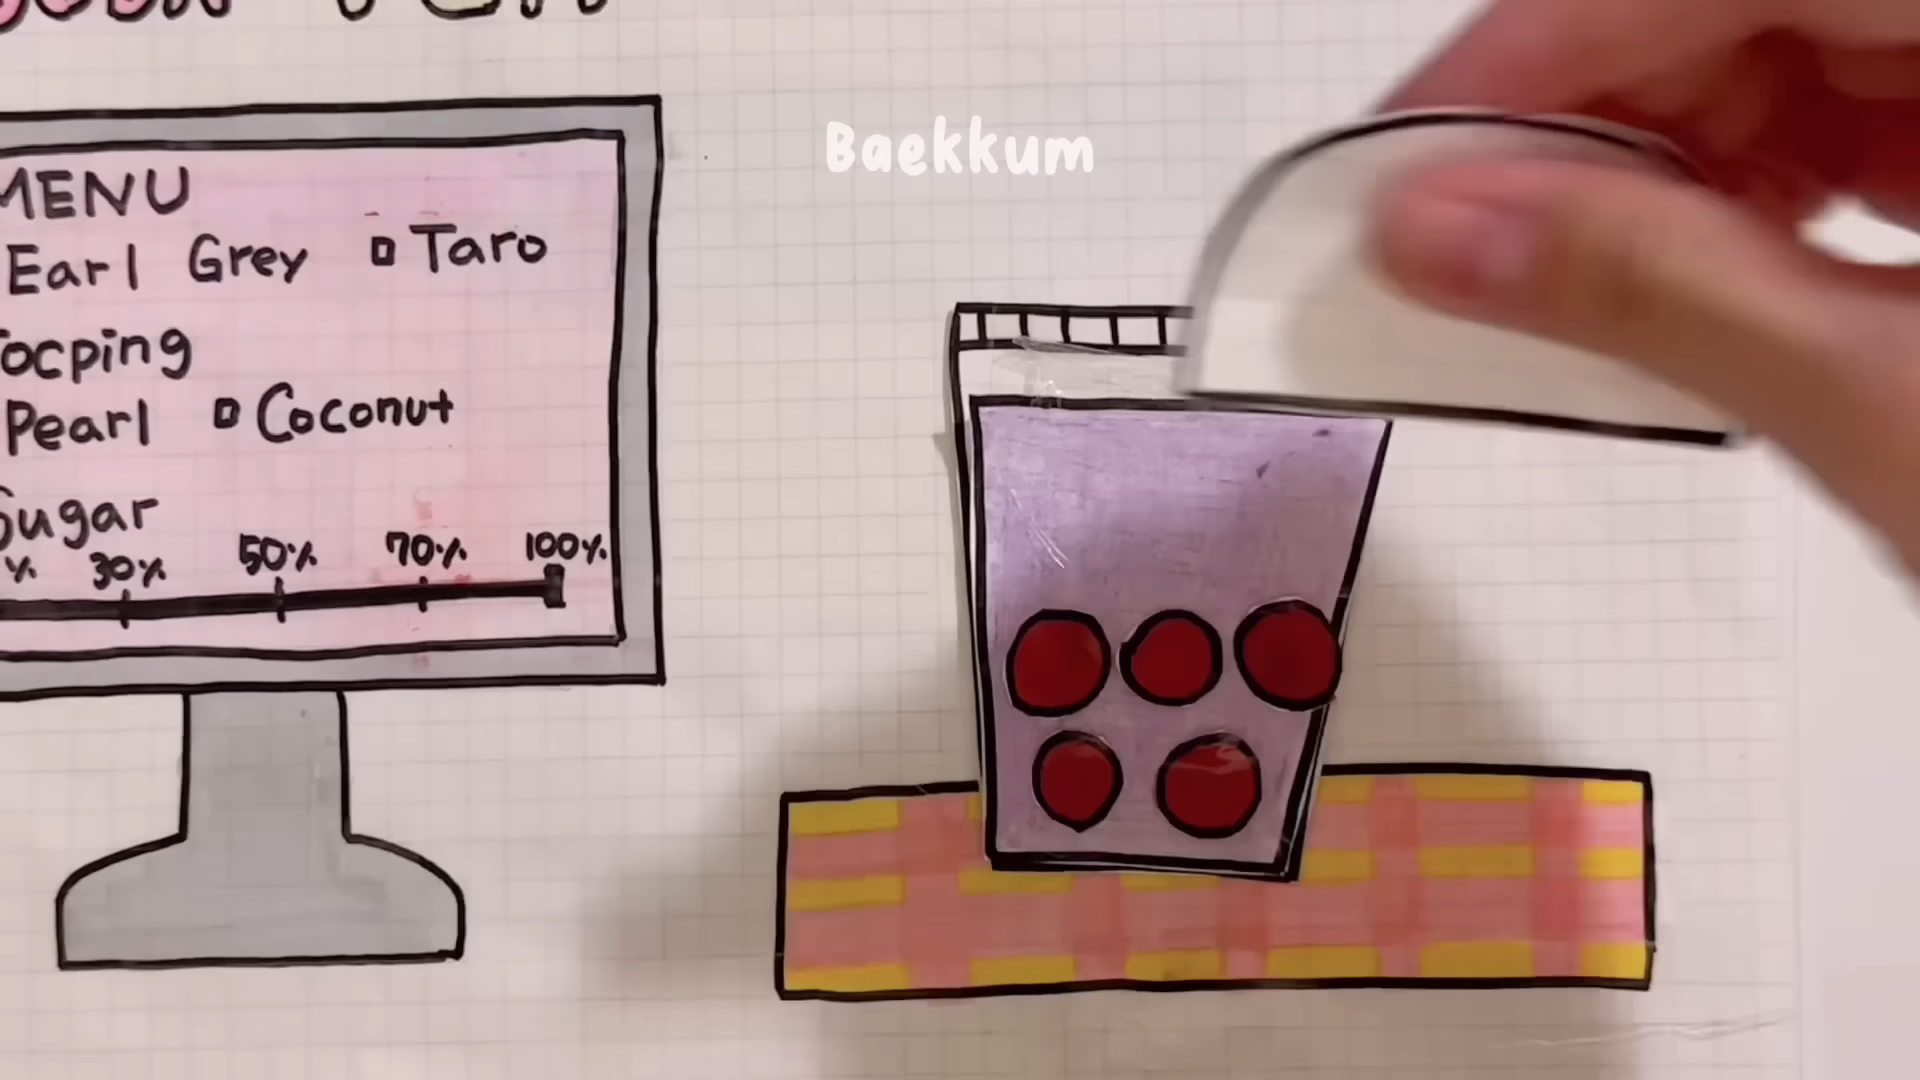 Baekkum
MENU
Earl Grey Taro
Tocping
Pearl Coconut
Sugar
% 30% 50% 70% 100%